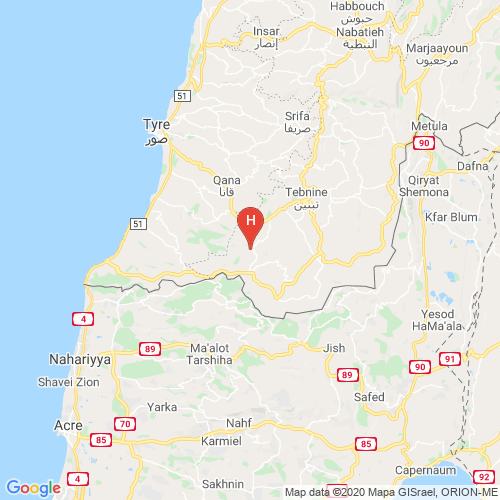 Habbouch
حبوش
Insar
إنصار
Nabatieh
النبطية
Marjaayoun
مرجعيون
51
Srifa
صريفا
Tyre
صور
Metula
90
Dafna
Qana
قانا
Tebnine
تبنين
Qiryat
Shemona
H
51
Kfar Blum
4
Yesod
HaMa'ala
Nahariyya
89
Ma'alot
Tarshiha
Jish
90
91
Shavei Zion
89
Yarka
Safed
Acre
70
Nahf
85
Karmiel
85
4
Sakhnin
Capernaum
92
Google
Map data ©2020 Mapa GISrael, ORION-ME